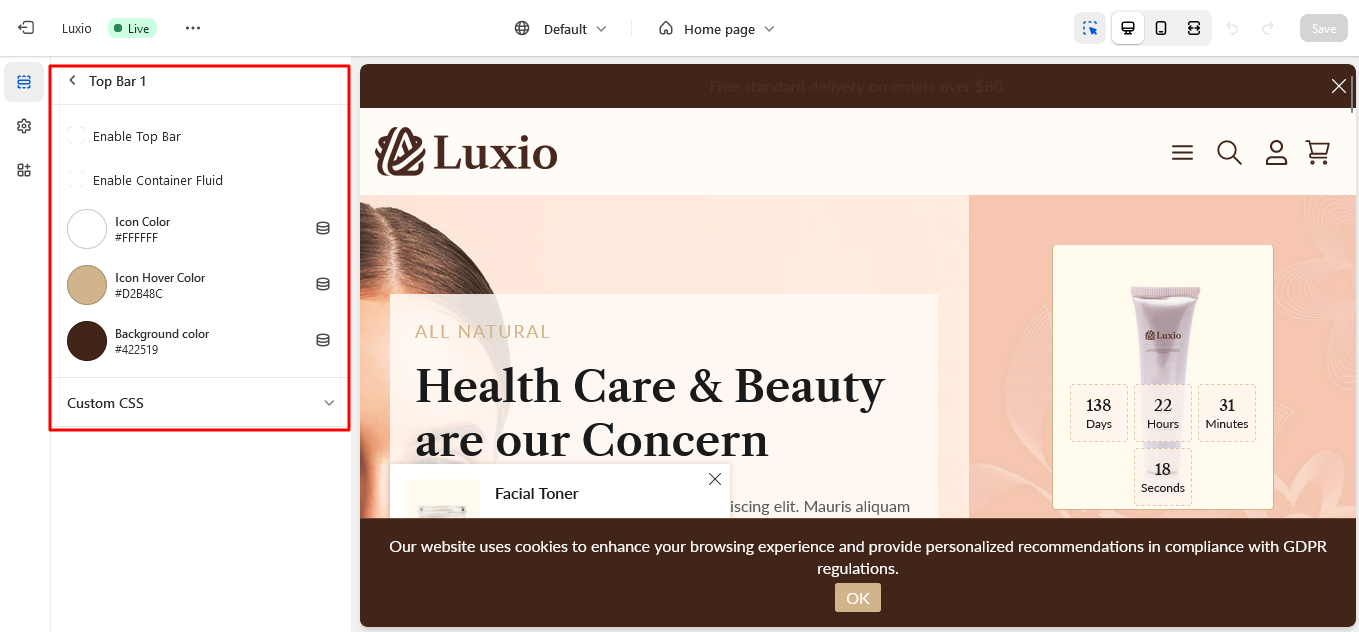 Luxio
Live
Default
Home page
Save
Top Bar 1
Enable Top Bar
Enable Container Fluid
Icon Color
#FFFFFF
Icon Hover Color
#D2B48C
Background color
#422519
Custom CSS
Free standard delivery on orders over $80.
Luxio
ALL NATURAL
Health Care & Beauty
are our Concern
iscing elit. Mauris aliquam
Facial Toner
Luxio
138
Days
22
Hours
31
Minutes
18
Seconds
Our website uses cookies to enhance your browsing experience and provide personalized recommendations in compliance with GDPR
regulations.
OK